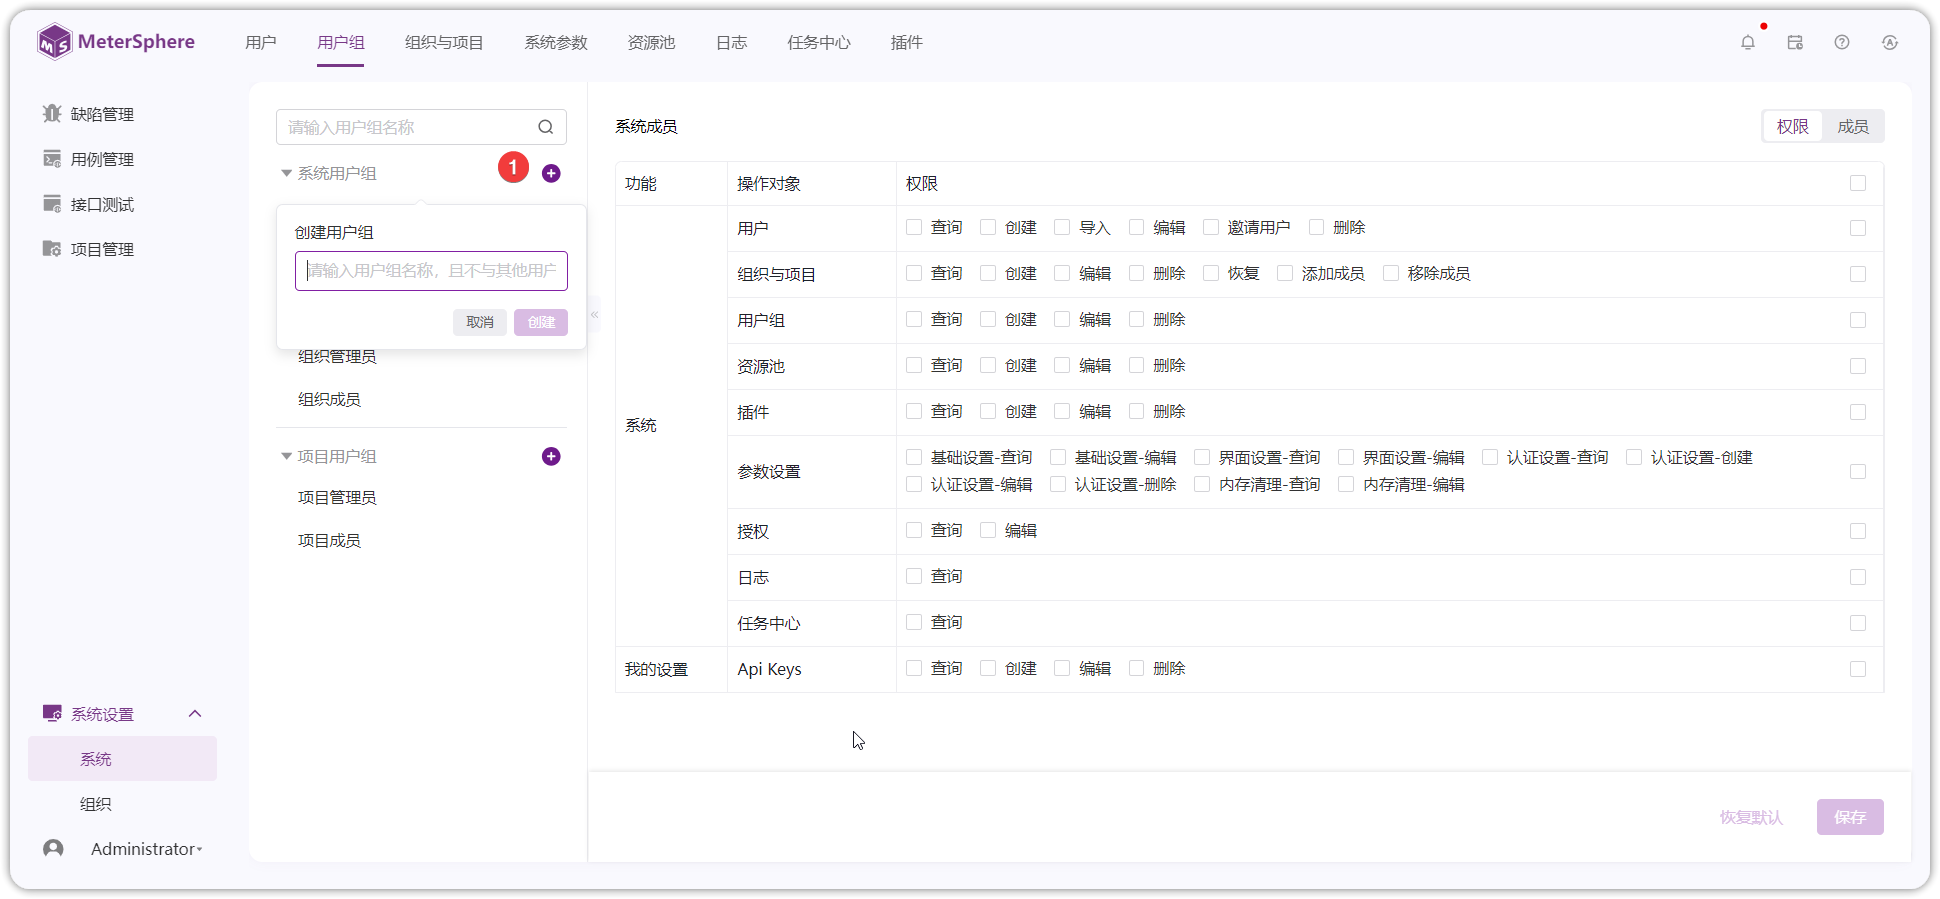 MS MeterSphere
用户 用户组 组织与项目 系统参数 资源池 日志 任务中心 插件
缺陷管理
用例管理
接口测试
项目管理
系统设置
系统
组织
Administrator
请输入用户组名称
系统用户组
1
创建用户组
请输入用户组名称，且不与其他用户
取消 创建
组织管理员
组织成员
项目用户组
项目管理员
项目成员
系统成员
权限 成员
功能 操作对象 权限
系统
用户 查询 创建 导入 编辑 邀请用户 删除
组织与项目 查询 创建 编辑 删除 恢复 添加成员 移除成员
用户组 查询 创建 编辑 删除
资源池 查询 创建 编辑 删除
插件 查询 创建 编辑 删除
参数设置 基础设置-查询 基础设置-编辑 界面设置-查询 界面设置-编辑 认证设置-查询 认证设置-创建
认证设置-编辑 认证设置-删除 内存清理-查询 内存清理-编辑
授权 查询 编辑
日志 查询
任务中心 查询
我的设置 Api Keys 查询 创建 编辑 删除
恢复默认 保存